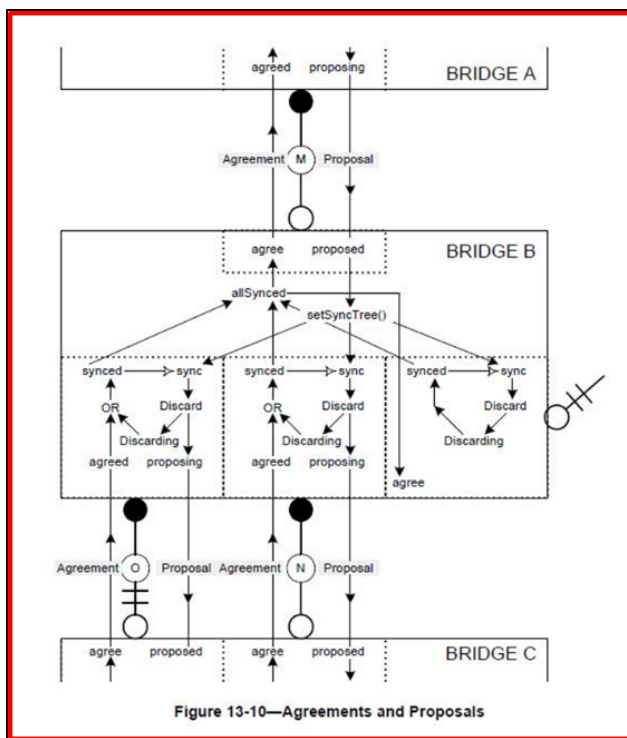 agreed proposing
BRIDGE A
Agreement M Proposal
agree proposed
BRIDGE B
allSynced
setSyncTree()
synced sync synced sync synced sync
OR Discard OR Discard Discard
Discarding Discarding Discarding
agreed proposing agreed proposing
agree
Agreement O Proposal Agreement N Proposal
agree proposed agree proposed
BRIDGE C
Figure 13-10—Agreements and Proposals